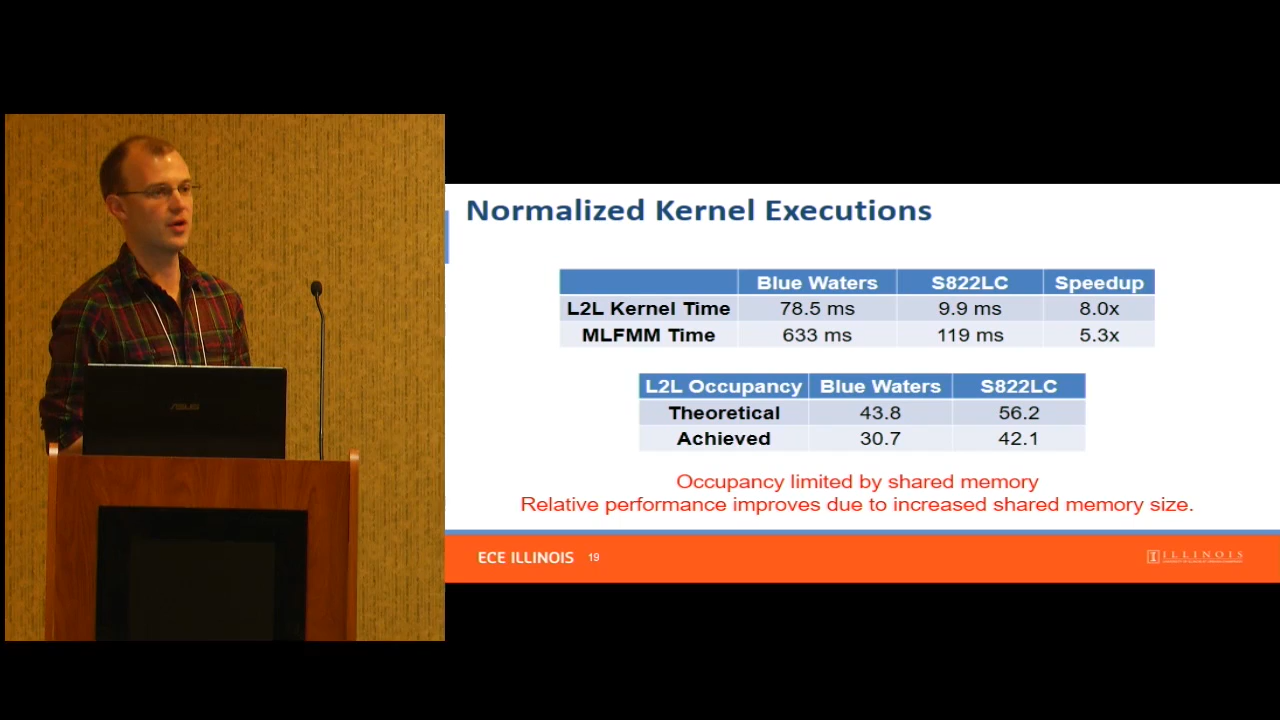 Normalized Kernel Executions
Blue Waters S822LC Speedup
L2L Kernel Time 78.5 ms 9.9 ms 8.0x
MLFMM Time 633 ms 119 ms 5.3x
L2L Occupancy Blue Waters S822LC
Theoretical 43.8 56.2
Achieved 30.7 42.1
Occupancy limited by shared memory
Relative performance improves due to increased shared memory size.
ECE ILLINOIS 19
ILLINOIS
ASUS